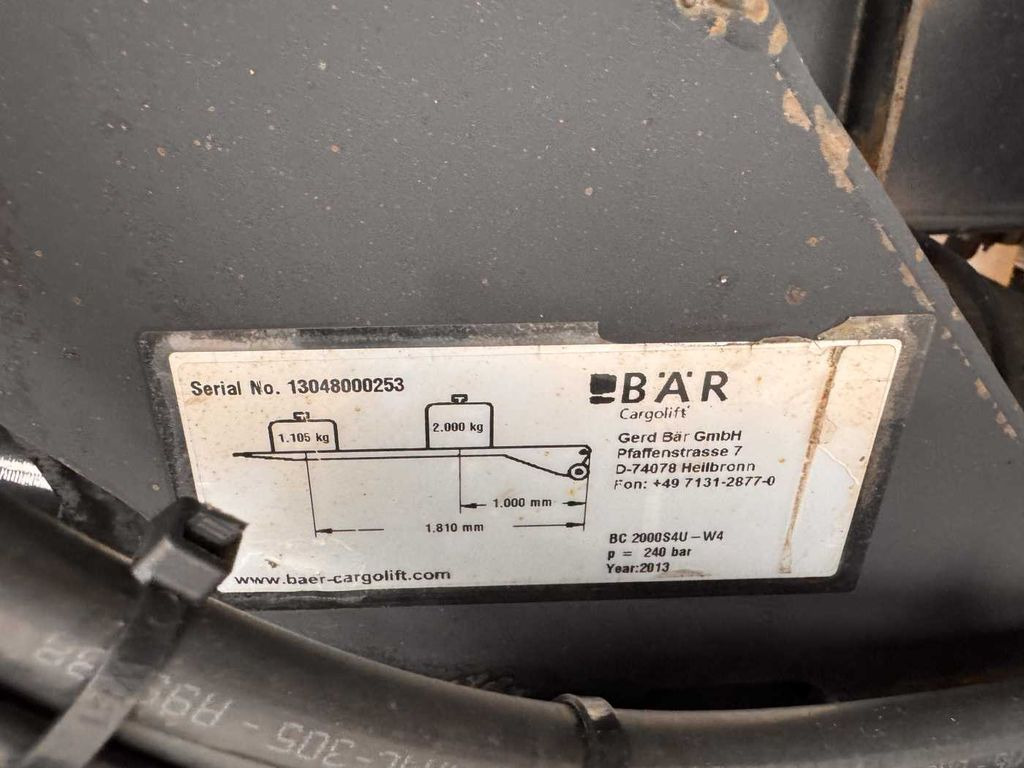 Serial No. 13048000253
BÄR
Cargolift
1.105 kg
2.000 kg
Gerd Bär GmbH
Pfaffenstrasse 7
D-74078 Heilbronn
Fon: +49 7131-2877-0
1.000 mm
1.810 mm
BC 2000S4U-W4
p = 240 bar
Year:2013
www.baer-cargolift.com